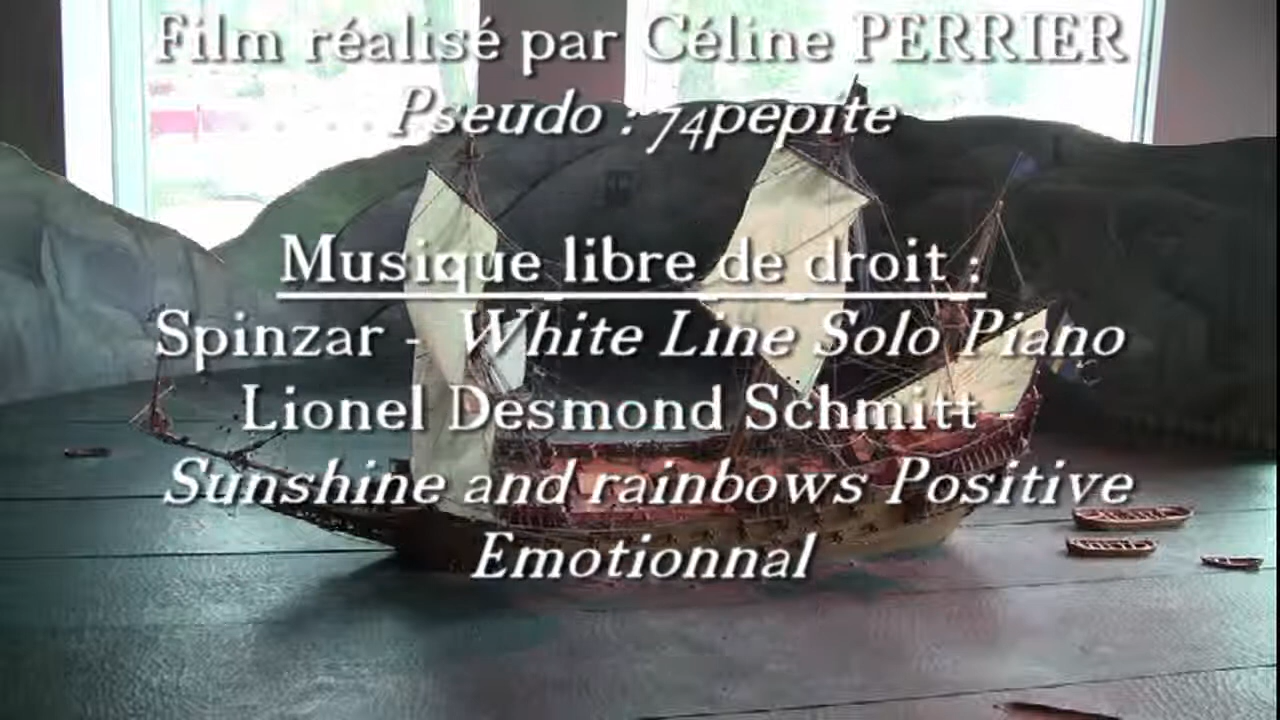 Film réalisé par Céline PERRIER
Pseudo : 74pepite
Musique libre de droit :
Spinzar - White Line Solo Piano
Lionel Desmond Schmitt -
Sunshine and rainbows Positive
Emotionnal